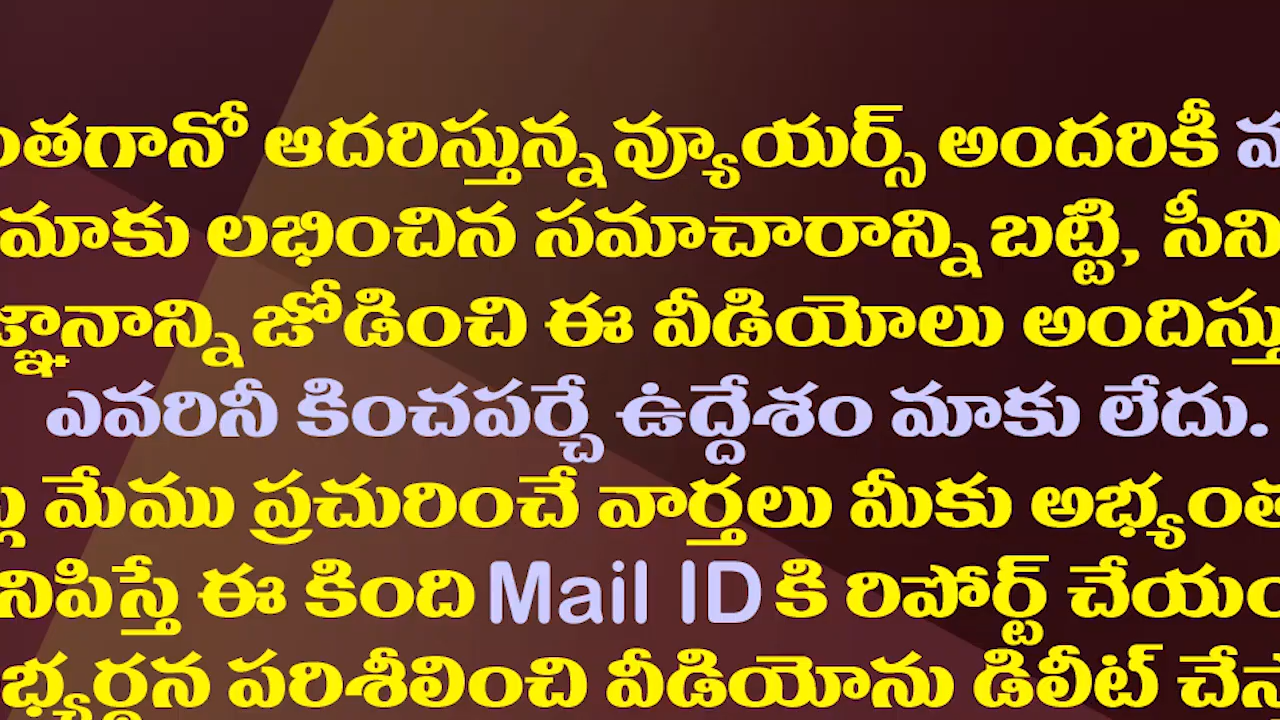 ంతగానో ఆదరిస్తున్న వ్యూయర్స్ అందరికీ
మాకు లభించిన సమాచారాన్ని బట్టి, సీని
జ్ఞానాన్ని జోడించి ఈ వీడియోలు అందిస్తు
ఎవరినీ కించపర్చే ఉద్దేశం మాకు లేదు.
మేము ప్రచురించే వార్తలు మీకు అభ్యంత
నిపిస్తే ఈ కింది Mail ID కి రిపోర్ట్ చేయం
భ్యర్థన పరిశీలించి వీడియోను డిలీట్ చేస